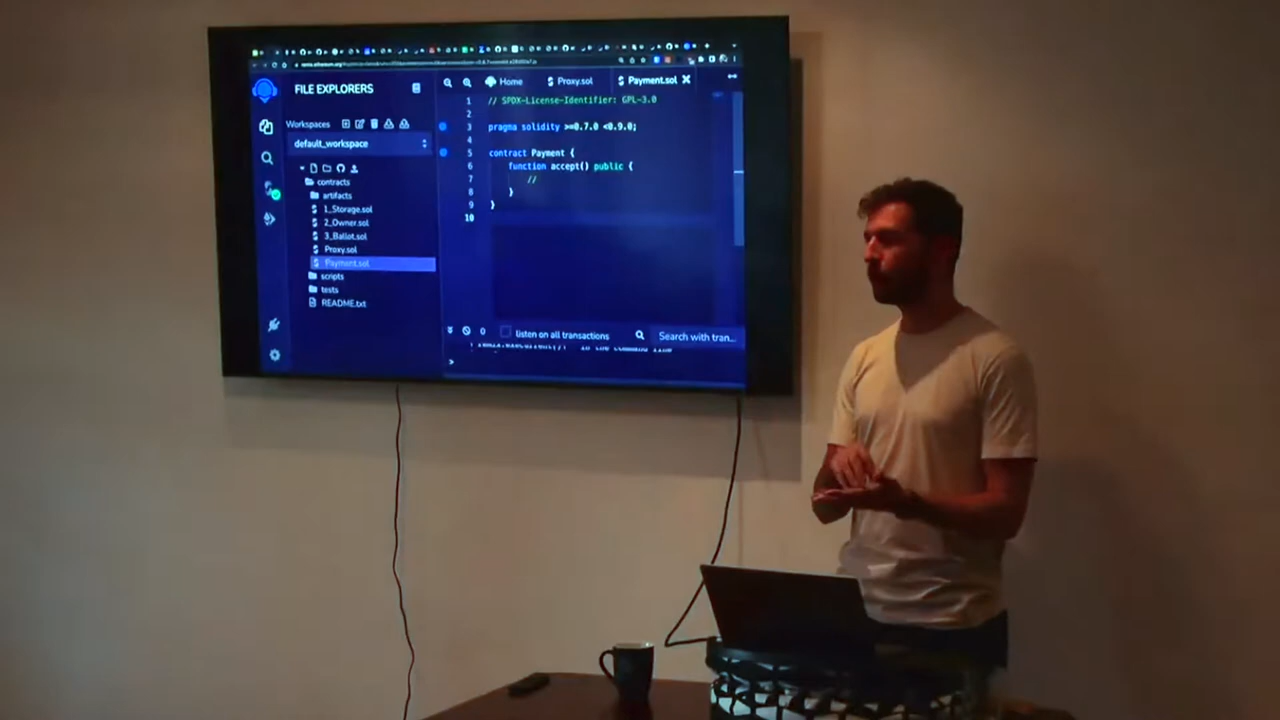 FILE EXPLORERS
Workspaces
default_workspace
contracts
artifacts
1_Storage.sol
2_Owner.sol
3_Ballot.sol
Proxy.sol
Payment.sol
scripts
tests
README.txt
Home Proxy.sol Payment.sol
1 // SPDX-License-Identifier: GPL-3.0
2
3 pragma solidity >=0.7.0 <0.9.0;
4
5 contract Payment {
6 function accept() public {
7 //
8 }
9 }
10
0 listen on all transactions Search with tran...
>